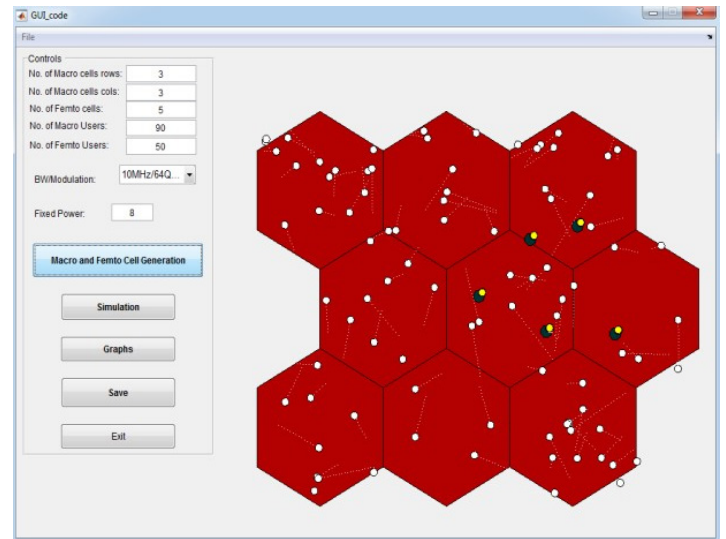 GUI_code
File
Controls
No. of Macro cells rows: 3
No. of Macro cells cols: 3
No. of Femto cells: 5
No. of Macro Users: 90
No. of Femto Users: 50
BW/Modulation: 10MHz/64Q...
Fixed Power: 8
Macro and Femto Cell Generation
Simulation
Graphs
Save
Exit